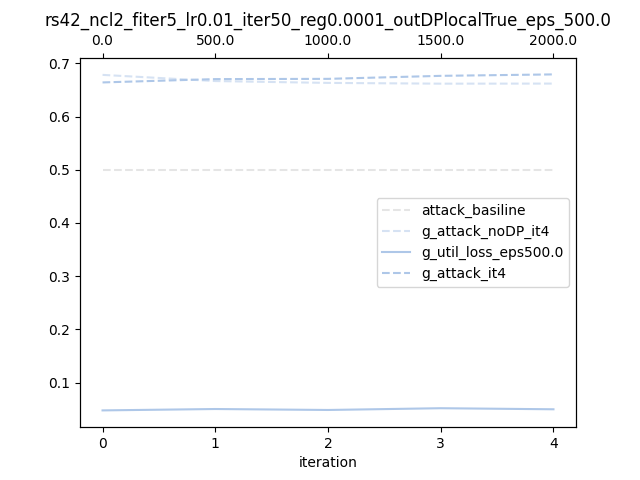 rs42_ncl2_fiter5_lr0.01_iter50_reg0.0001_outDPlocalTrue_eps_500.0
0.0 500.0 1000.0 1500.0 2000.0
0.7
0.6
0.5
0.4
0.3
0.2
0.1
attack_basiline
g_attack_noDP_it4
g_util_loss_eps500.0
g_attack_it4
0 1 2 3 4
iteration